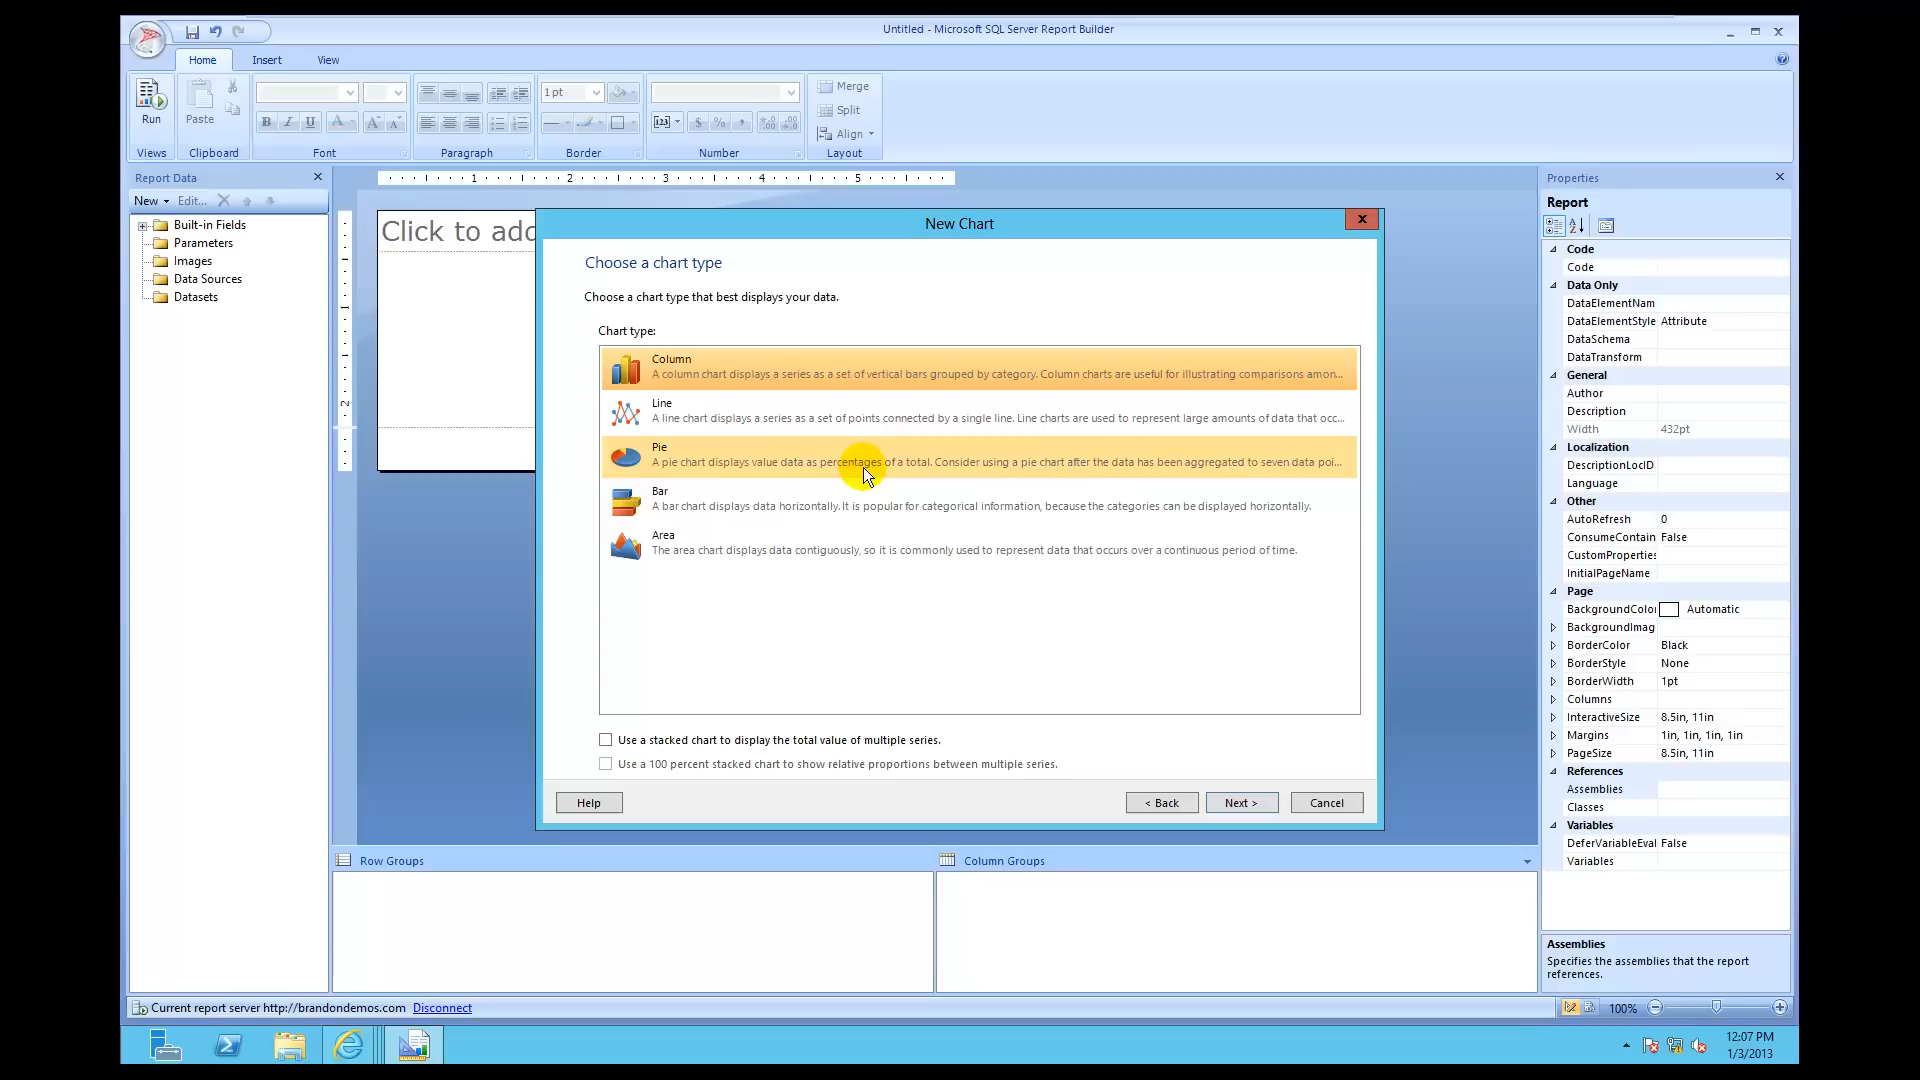 Untitled - Microsoft SQL Server Report Builder
Home Insert View
Run Paste 1 pt Merge
Split
B I U A A A [123] $ % , Align
Views Clipboard Font Paragraph Border Number Layout
Report Data
New Edit...
Built-in Fields
Parameters
Images
Data Sources
Datasets
1 2 3 4 5
1
2
Click to add
New Chart
Choose a chart type
Choose a chart type that best displays your data.
Chart type:
Column
A column chart displays a series as a set of vertical bars grouped by category. Column charts are useful for illustrating comparisons amon...
Line
A line chart displays a series as a set of points connected by a single line. Line charts are used to represent large amounts of data that occ...
Pie
A pie chart displays value data as percentages of a total. Consider using a pie chart after the data has been aggregated to seven data poi...
Bar
A bar chart displays data horizontally. It is popular for categorical information, because the categories can be displayed horizontally.
Area
The area chart displays data contiguously, so it is commonly used to represent data that occurs over a continuous period of time.
Use a stacked chart to display the total value of multiple series.
Use a 100 percent stacked chart to show relative proportions between multiple series.
Help < Back Next > Cancel
Properties
Report
Code
Code
Data Only
DataElementNam
DataElementStyle Attribute
DataSchema
DataTransform
General
Author
Description
Width 432pt
Localization
DescriptionLocID
Language
Other
AutoRefresh 0
ConsumeContain False
CustomProperties
InitialPageName
Page
BackgroundColor Automatic
BackgroundImag
BorderColor Black
BorderStyle None
BorderWidth 1pt
Columns
InteractiveSize 8.5in, 11in
Margins 1in, 1in, 1in, 1in
PageSize 8.5in, 11in
References
Assemblies
Classes
Variables
DeferVariableEval False
Variables
Assemblies
Specifies the assemblies that the report
references.
Row Groups Column Groups
Current report server http://brandondemos.com Disconnect
100%
12:07 PM
1/3/2013